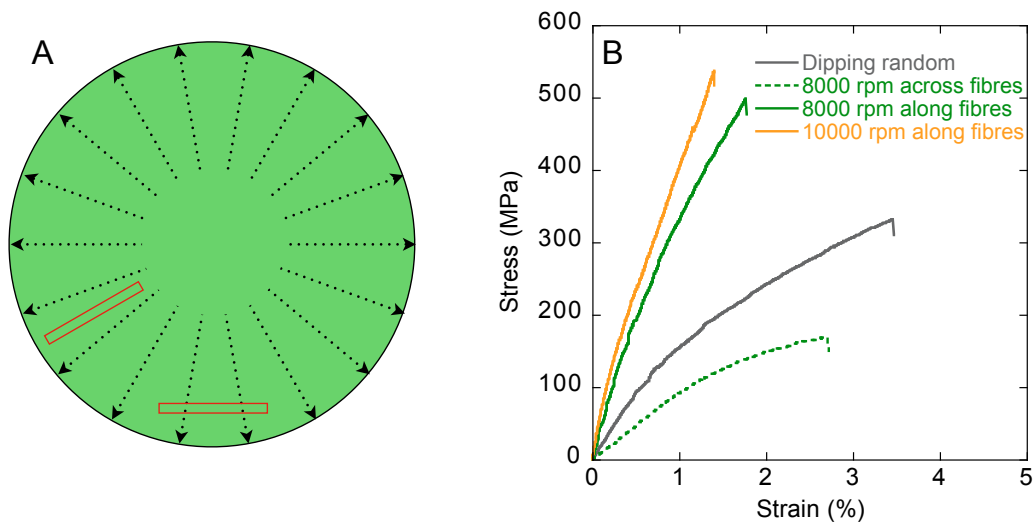 A
B
600
500
400
300
200
100
0
Stress (MPa)
Dipping random
8000 rpm across fibres
8000 rpm along fibres
10000 rpm along fibres
0 1 2 3 4 5
Strain (%)